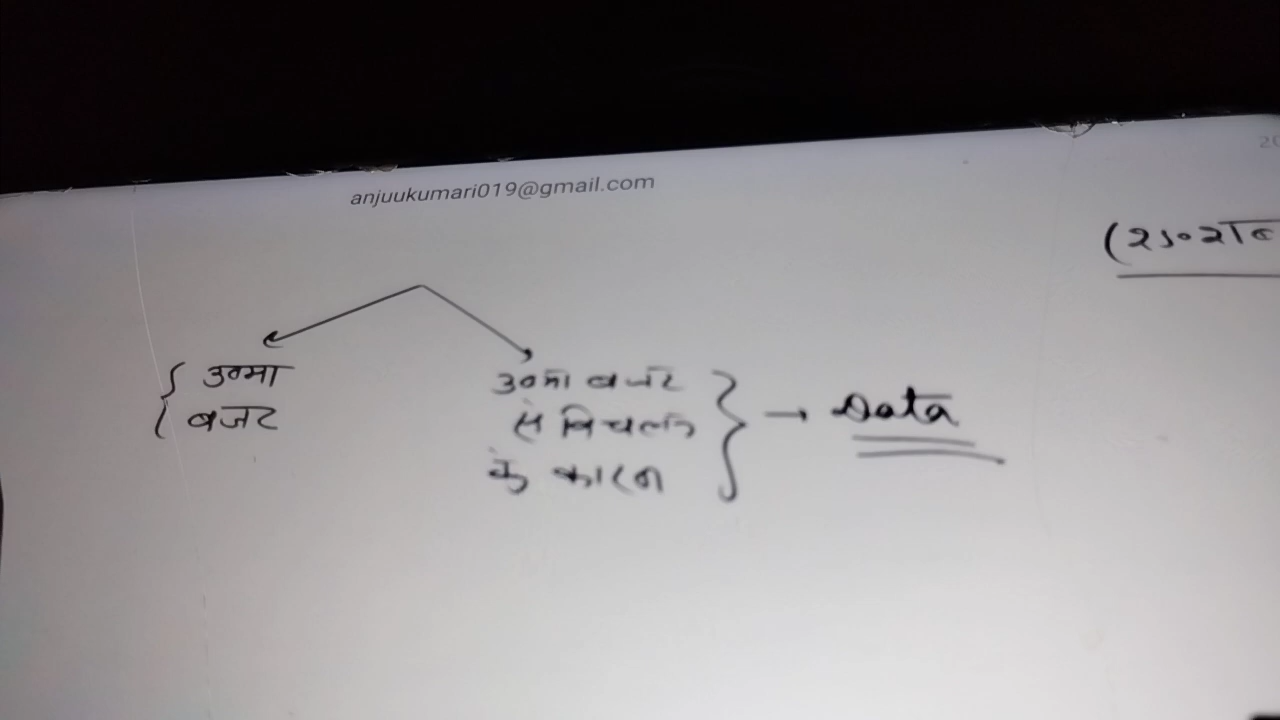 anjuukumari019@gmail.com
उष्मा
बजट
उष्मा बजट
से विचलन
के कारण
Data